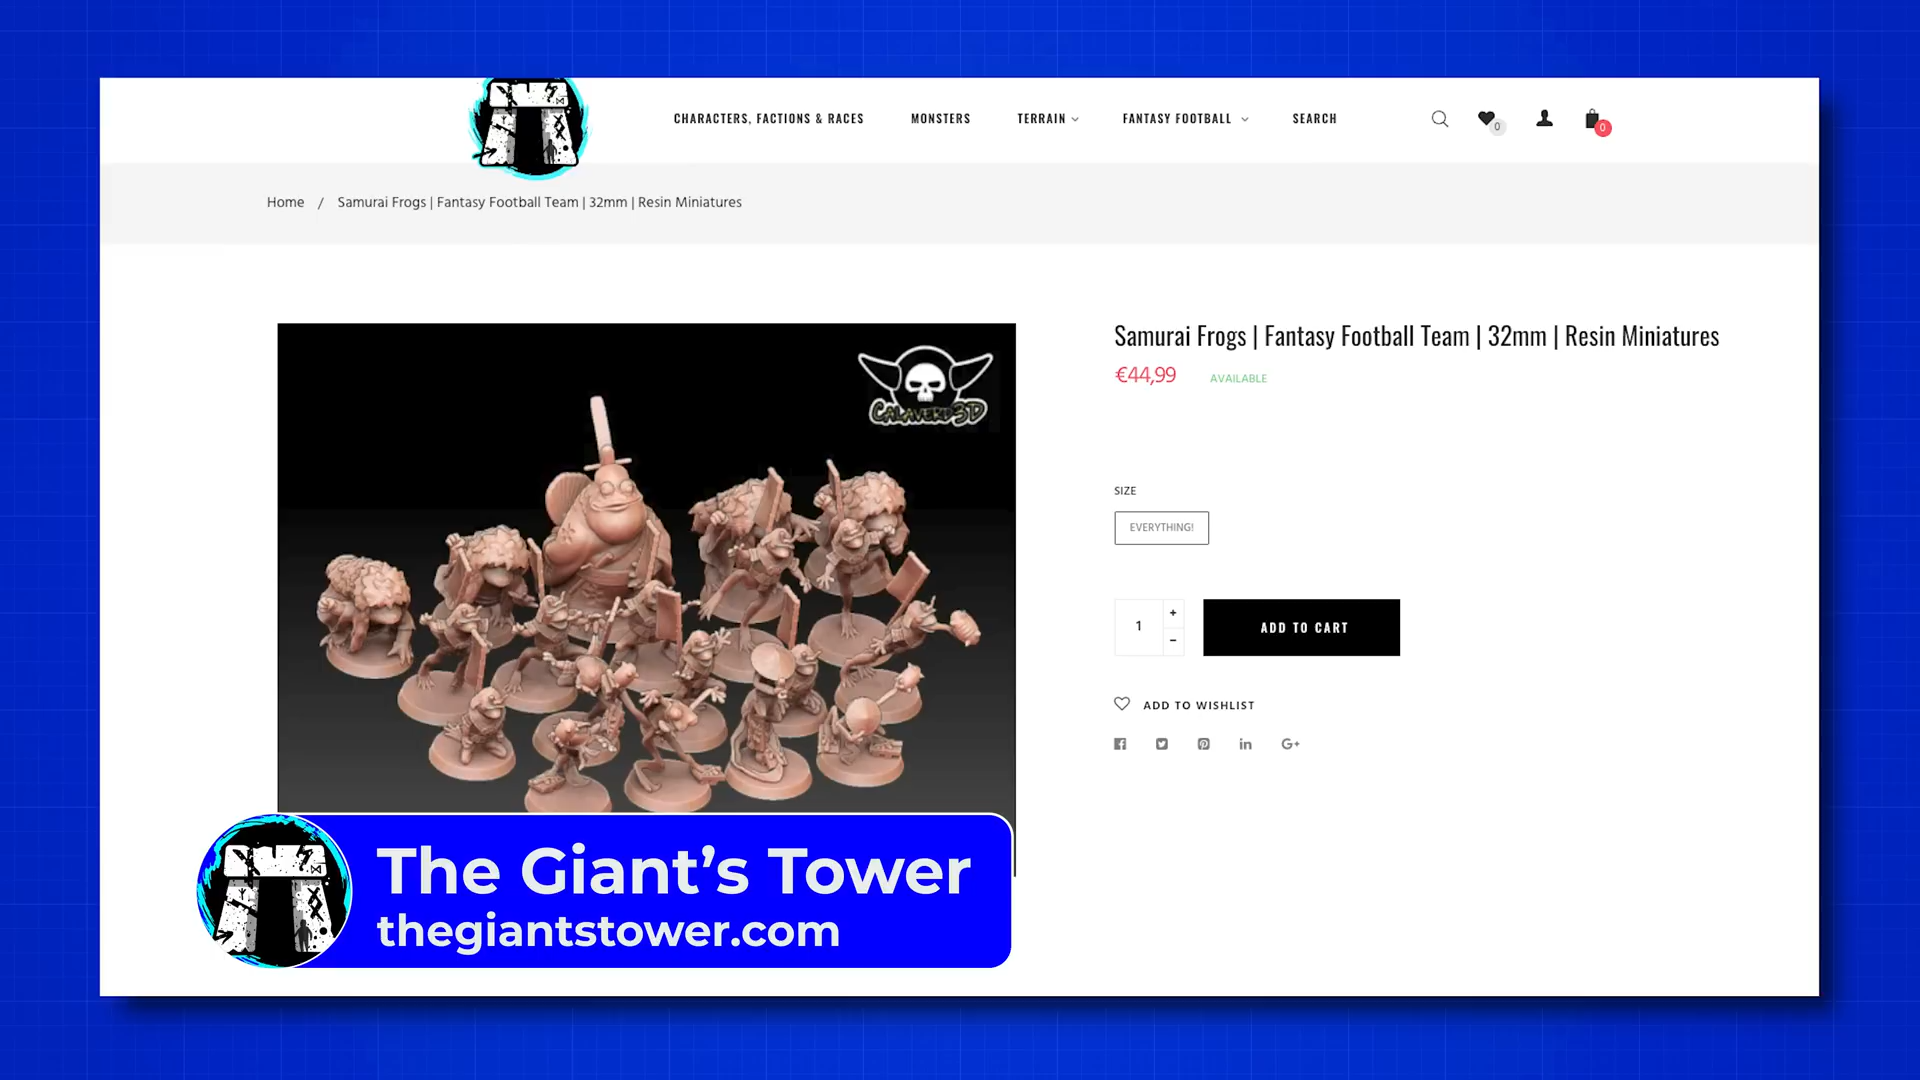 CHARACTERS, FACTIONS & RACES
MONSTERS
TERRAIN
FANTASY FOOTBALL
SEARCH
0
0
Home / Samurai Frogs | Fantasy Football Team | 32mm | Resin Miniatures
CALAVERD3D
Samurai Frogs | Fantasy Football Team | 32mm | Resin Miniatures
€44,99 AVAILABLE
SIZE
EVERYTHING!
1
+
−
ADD TO CART
ADD TO WISHLIST
The Giant’s Tower
thegiantstower.com